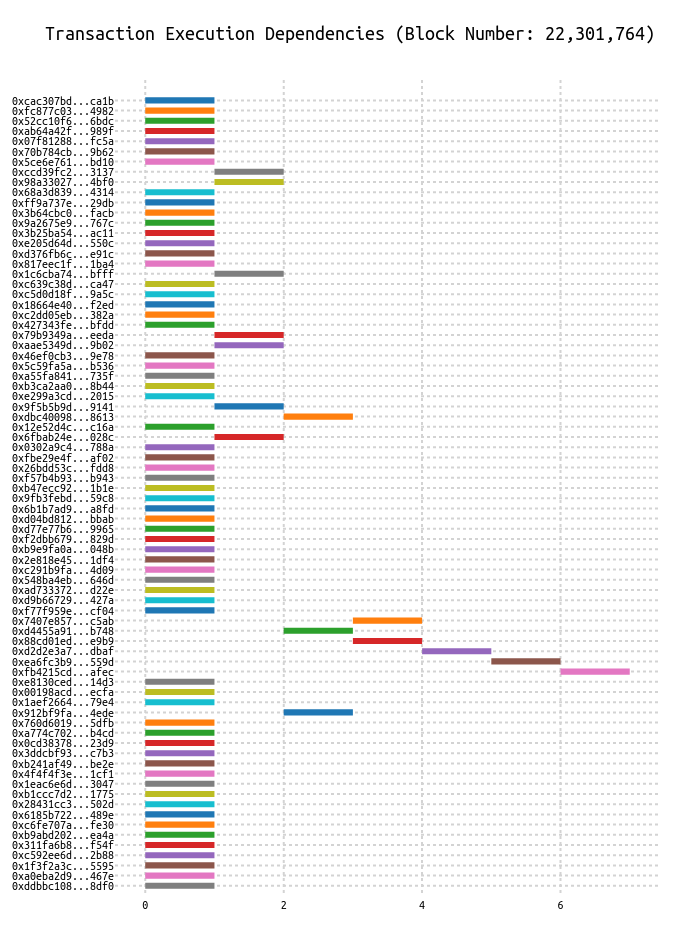 Transaction Execution Dependencies (Block Number: 22,301,764)
0xcac307bd...ca1b
0xfc877c03...4982
0x52cc10f6...6bdc
0xab64a42f...989f
0x07f81288...fc5a
0x70b784cb...9b62
0x5ce6e761...bd10
0xccd39fc2...3137
0x98a33027...4bf0
0x68a3d839...4314
0xff9a737e...29db
0x3b64cbc0...facb
0x9a2675e9...767c
0x3b25ba54...ac11
0xe205d64d...550c
0xd376fb6c...e91c
0x817eec1f...1ba4
0x1c6cba74...bfff
0xc639c38d...ca47
0xc5d0d18f...9a5c
0x18664e40...f2ed
0xc2dd05eb...382a
0x427343fe...bfdd
0x79b9349a...eeda
0xaae5349d...9b02
0x46ef0cb3...9e78
0x5c59fa5a...b536
0xa55fa841...735f
0xb3ca2aa0...8b44
0xe299a3cd...2015
0x9f5b5b9d...9141
0xdbc40098...8613
0x12e52d4c...c16a
0x6fbab24e...028c
0x0302a9c4...788a
0xfbe29e4f...af02
0x26bdd53c...fdd8
0xf57b4b93...b943
0xb47ecc92...1b1e
0x9fb3febd...59c8
0x6b1b7ad9...a8fd
0xd04bd812...bbab
0xd77e77b6...9965
0xf2dbb679...829d
0xb9e9fa0a...048b
0x2e818e45...1df4
0xc291b9fa...4d09
0x548ba4eb...646d
0xad733372...d22e
0xd9b66729...427a
0xf77f959e...cf04
0x7407e857...c5ab
0xd4455a91...b748
0x88cd01ed...e9b9
0xd2d2e3a7...dbaf
0xea6fc3b9...559d
0xfb4215cd...afec
0xe8130ced...14d3
0x00198acd...ecfa
0x1aef2664...79e4
0x912bf9fa...4ede
0x760d6019...5dfb
0xa774c702...b4cd
0x0cd38378...23d9
0x3ddcbf93...c7b3
0xb241af49...be2e
0x4f4f4f3e...1cf1
0x1eac6e6d...3047
0xb1ccc7d2...1775
0x28431cc3...502d
0x6185b722...489e
0xc6fe707a...fe30
0xb9abd202...ea4a
0x311fa6b8...f54f
0xc592ee6d...2b88
0x1f3f2a3c...5595
0xa0eba2d9...467e
0xddbbc108...8df0
0 2 4 6